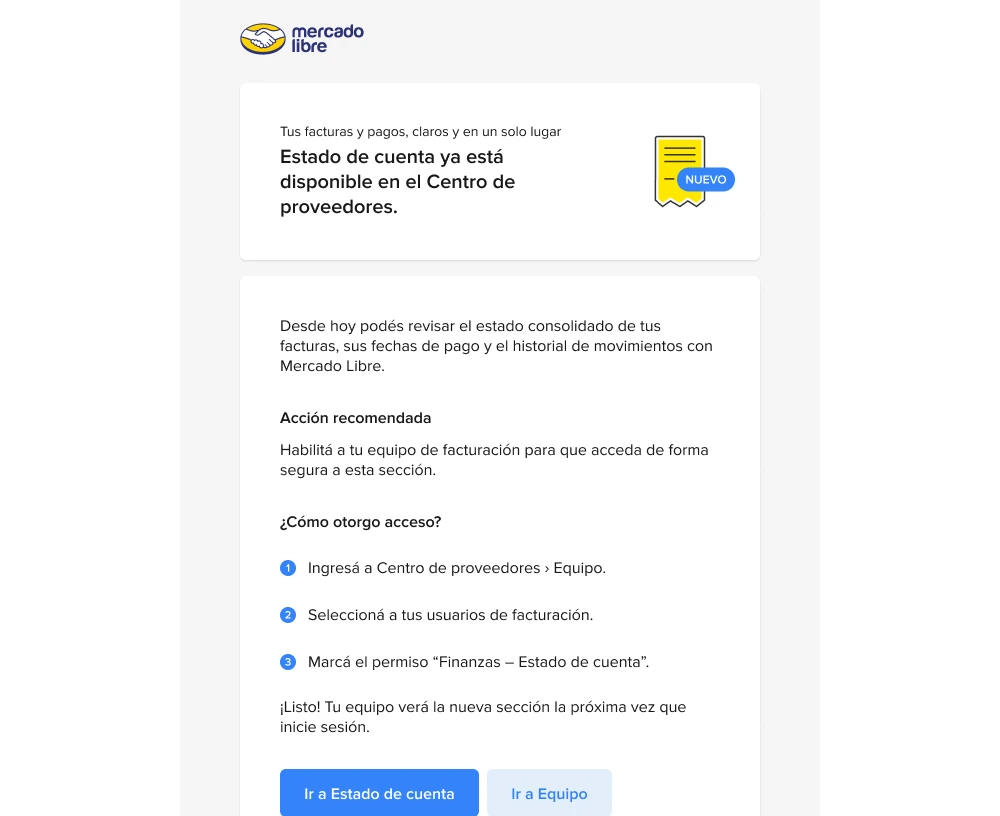 mercado
libre
Tus facturas y pagos, claros y en un solo lugar
Estado de cuenta ya está
disponible en el Centro de
proveedores.
NUEVO
Desde hoy podés revisar el estado consolidado de tus
facturas, sus fechas de pago y el historial de movimientos con
Mercado Libre.
Acción recomendada
Habilitá a tu equipo de facturación para que acceda de forma
segura a esta sección.
¿Cómo otorgo acceso?
1 Ingresá a Centro de proveedores › Equipo.
2 Seleccioná a tus usuarios de facturación.
3 Marcá el permiso “Finanzas – Estado de cuenta”.
¡Listo! Tu equipo verá la nueva sección la próxima vez que
inicie sesión.
Ir a Estado de cuenta
Ir a Equipo